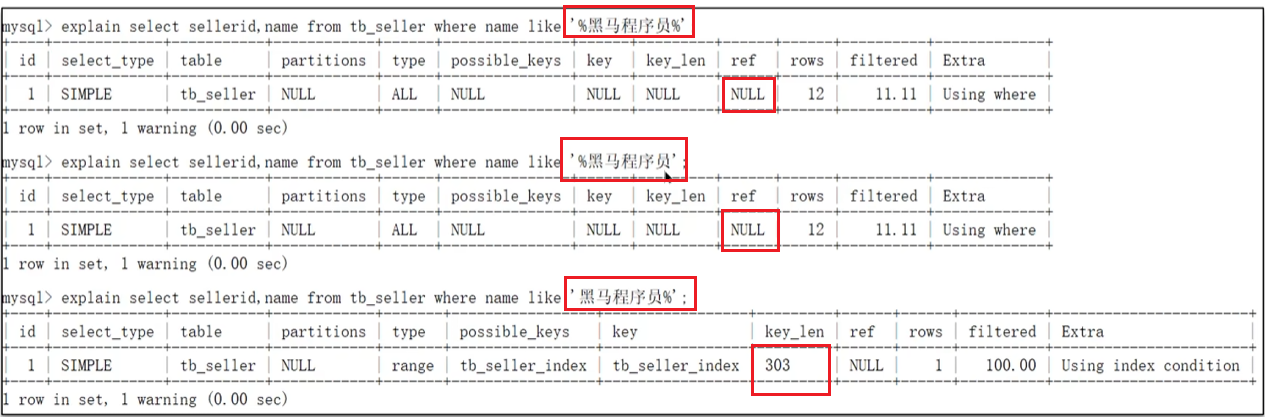 mysql> explain select sellerid,name from tb_seller where name like '%黑马程序员%'
| id | select_type | table | partitions | type | possible_keys | key | key_len | ref | rows | filtered | Extra |
| 1 | SIMPLE | tb_seller | NULL | ALL | NULL | NULL | NULL | NULL | 12 | 11.11 | Using where |
1 row in set, 1 warning (0.00 sec)
mysql> explain select sellerid,name from tb_seller where name like '%黑马程序员';
| id | select_type | table | partitions | type | possible_keys | key | key_len | ref | rows | filtered | Extra |
| 1 | SIMPLE | tb_seller | NULL | ALL | NULL | NULL | NULL | NULL | 12 | 11.11 | Using where |
1 row in set, 1 warning (0.00 sec)
mysql> explain select sellerid,name from tb_seller where name like '黑马程序员%';
| id | select_type | table | partitions | type | possible_keys | key | key_len | ref | rows | filtered | Extra |
| 1 | SIMPLE | tb_seller | NULL | range | tb_seller_index | tb_seller_index | 303 | NULL | 1 | 100.00 | Using index condition |
1 row in set, 1 warning (0.00 sec)